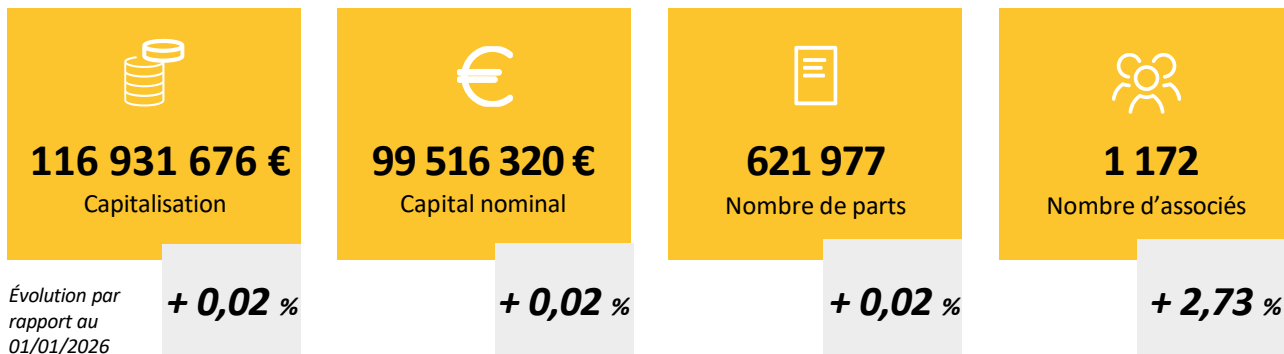 116 931 676 €
Capitalisation
99 516 320 €
Capital nominal
621 977
Nombre de parts
1 172
Nombre d’associés
Évolution par
rapport au
01/01/2026
+ 0,02 %
+ 0,02 %
+ 0,02 %
+ 2,73 %